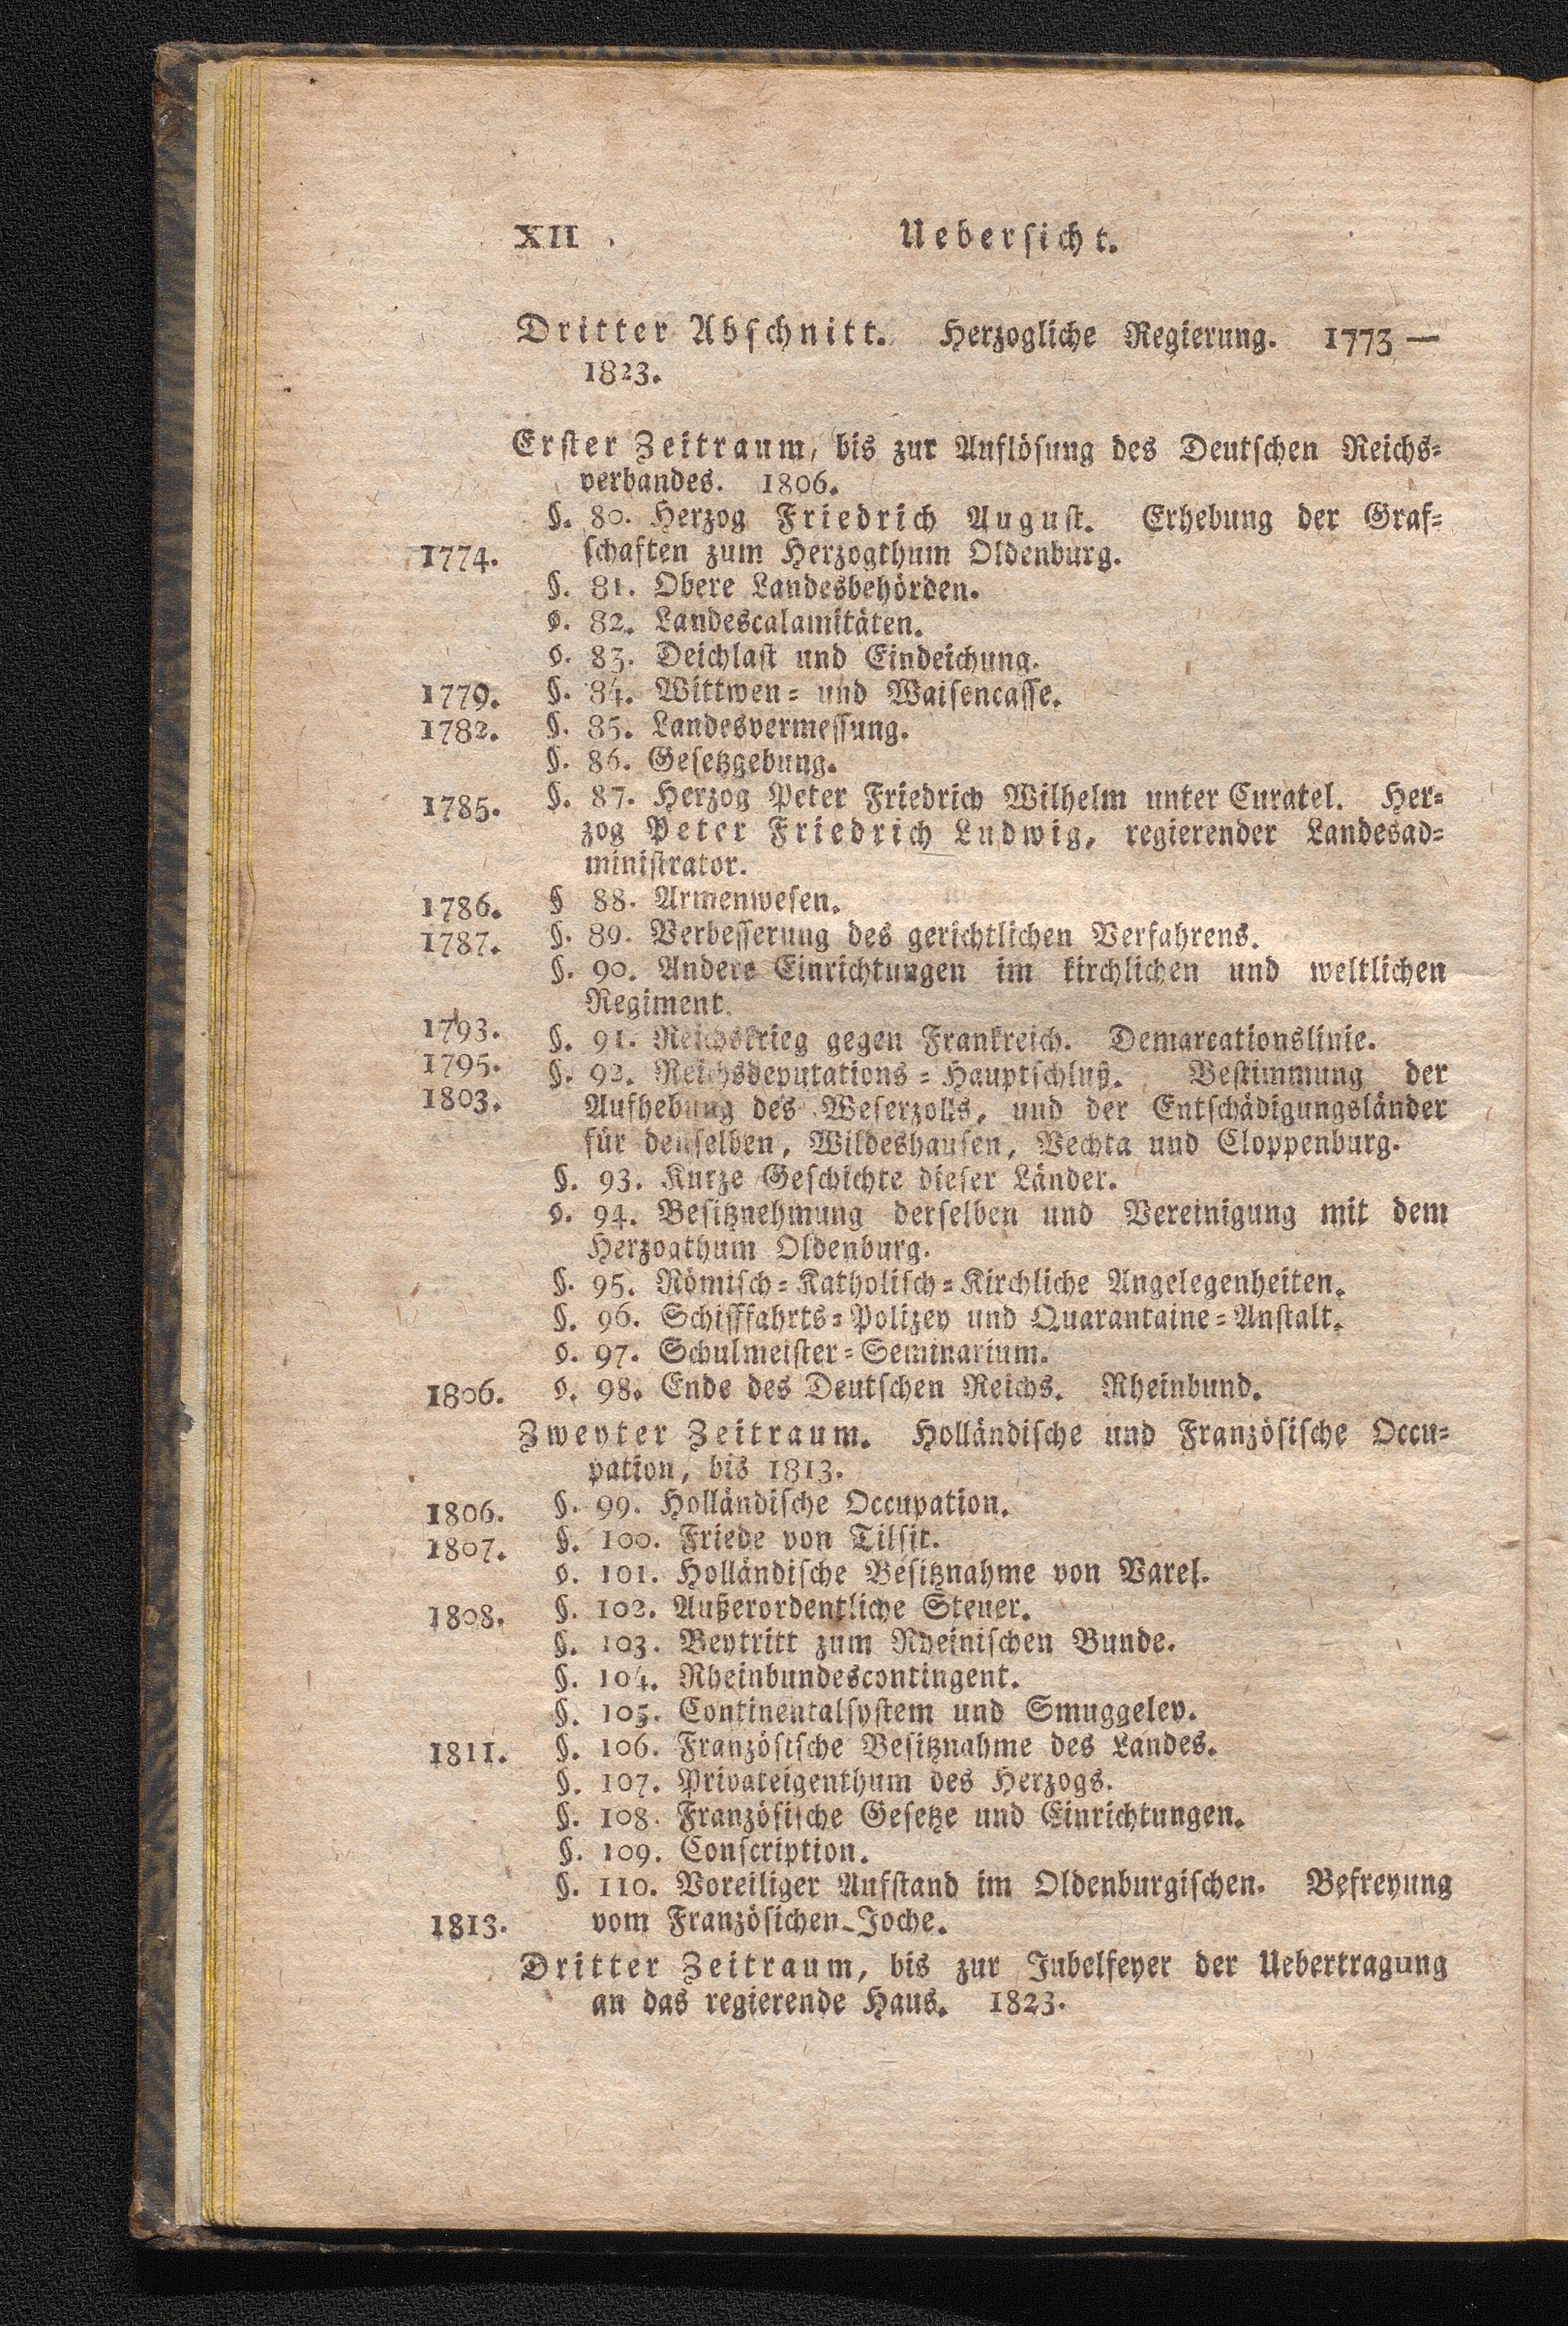 XII Uebersicht.
Dritter Abschnitt. Herzogliche Regierung. 1773 —
1823.
Erster Zeitraum, bis zur Auflösung des Deutschen Reichs=
verbandes. 1806.
§. 80. Herzog Friedrich August. Erhebung der Graf=
1774. schaften zum Herzogthum Oldenburg.
§. 81. Obere Landesbehörden.
§. 82. Landescalamitäten.
§. 83. Deichlast und Eindeichung.
1779. §. 84. Wittwen= und Waisencasse.
1782. §. 85. Landesvermessung.
§. 86. Gesetzgebung.
1785. §. 87. Herzog Peter Friedrich Wilhelm unter Curatel. Her=
zog Peter Friedrich Ludwig, regierender Landesad=
ministrator.
1786. § 88. Armenwesen.
1787. §. 89. Verbesserung des gerichtlichen Verfahrens.
§. 90. Andere Einrichtungen im kirchlichen und weltlichen
Regiment.
1793. §. 91. Reichskrieg gegen Frankreich. Demarcationslinie.
1795. §. 92. Reichsdeputations=Hauptschluß. Bestimmung der
1803. Aufhebung des Weserzolls, und der Entschädigungsländer
für denselben, Wildeshausen, Vechta und Cloppenburg.
§. 93. Kurze Geschichte dieser Länder.
§. 94. Besitznehmung derselben und Vereinigung mit dem
Herzogthum Oldenburg.
§. 95. Römisch=Katholisch=Kirchliche Angelegenheiten.
§. 96. Schifffahrts=Polizey und Quarantaine=Anstalt.
§. 97. Schulmeister=Seminarium.
1806. §. 98. Ende des Deutschen Reichs. Rheinbund.
Zweyter Zeitraum. Holländische und Französische Occu=
pation, bis 1813.
1806. §. 99. Holländische Occupation.
1807. §. 100. Friede von Tilsit.
§. 101. Holländische Besitznahme von Varel.
1808. §. 102. Außerordentliche Steuer.
§. 103. Beytritt zum Rheinischen Bunde.
§. 104. Rheinbundescontingent.
§. 105. Continentalsystem und Smuggeley.
1811. §. 106. Französische Besitznahme des Landes.
§. 107. Privateigenthum des Herzogs.
§. 108. Französische Gesetze und Einrichtungen.
§. 109. Conscription.
§. 110. Voreiliger Aufstand im Oldenburgischen. Befreyung
1813. vom Französichen Joche.
Dritter Zeitraum, bis zur Jubelfeyer der Uebertragung
an das regierende Haus. 1823.